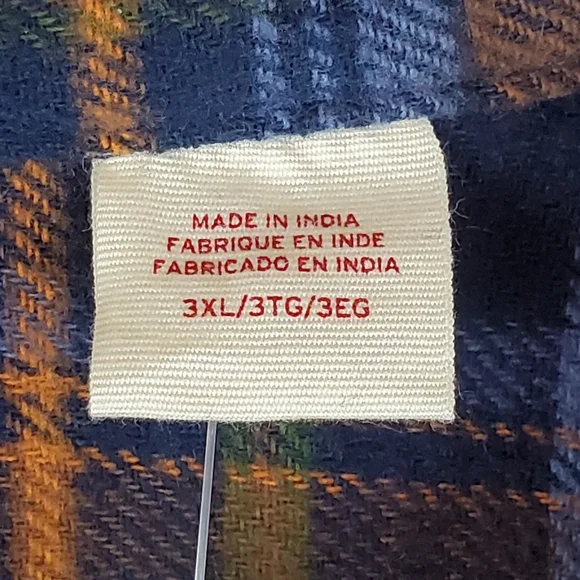 MADE IN INDIA
FABRIQUE EN INDE
FABRICADO EN INDIA
3XL/3TG/3EG